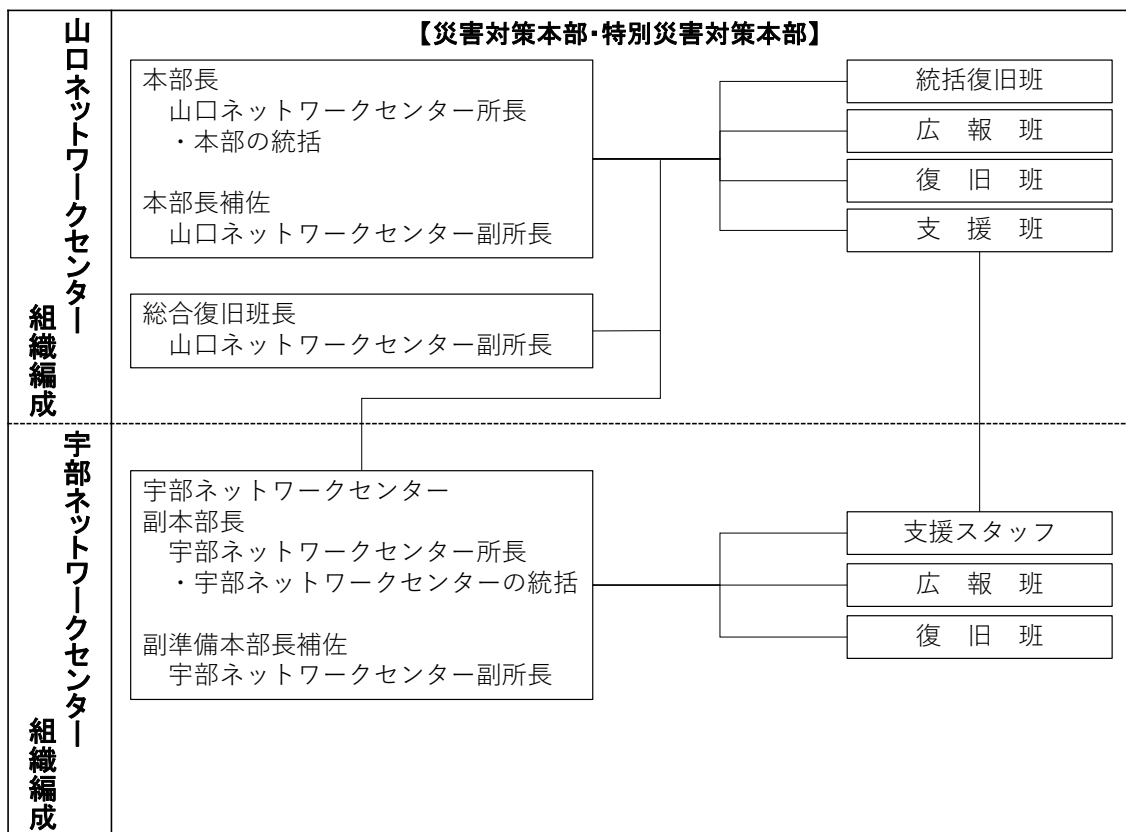 山口ネットワークセンター
組織編成
【災害対策本部・特別災害対策本部】
本部長
山口ネットワークセンター所長
・本部の統括
本部長補佐
山口ネットワークセンター副所長
総合復旧班長
山口ネットワークセンター副所長
統括復旧班
広　報　班
復　旧　班
支　援　班
宇部ネットワークセンター
組織編成
宇部ネットワークセンター
副本部長
宇部ネットワークセンター所長
・宇部ネットワークセンターの統括
副準備本部長補佐
宇部ネットワークセンター副所長
支援スタッフ
広　報　班
復　旧　班